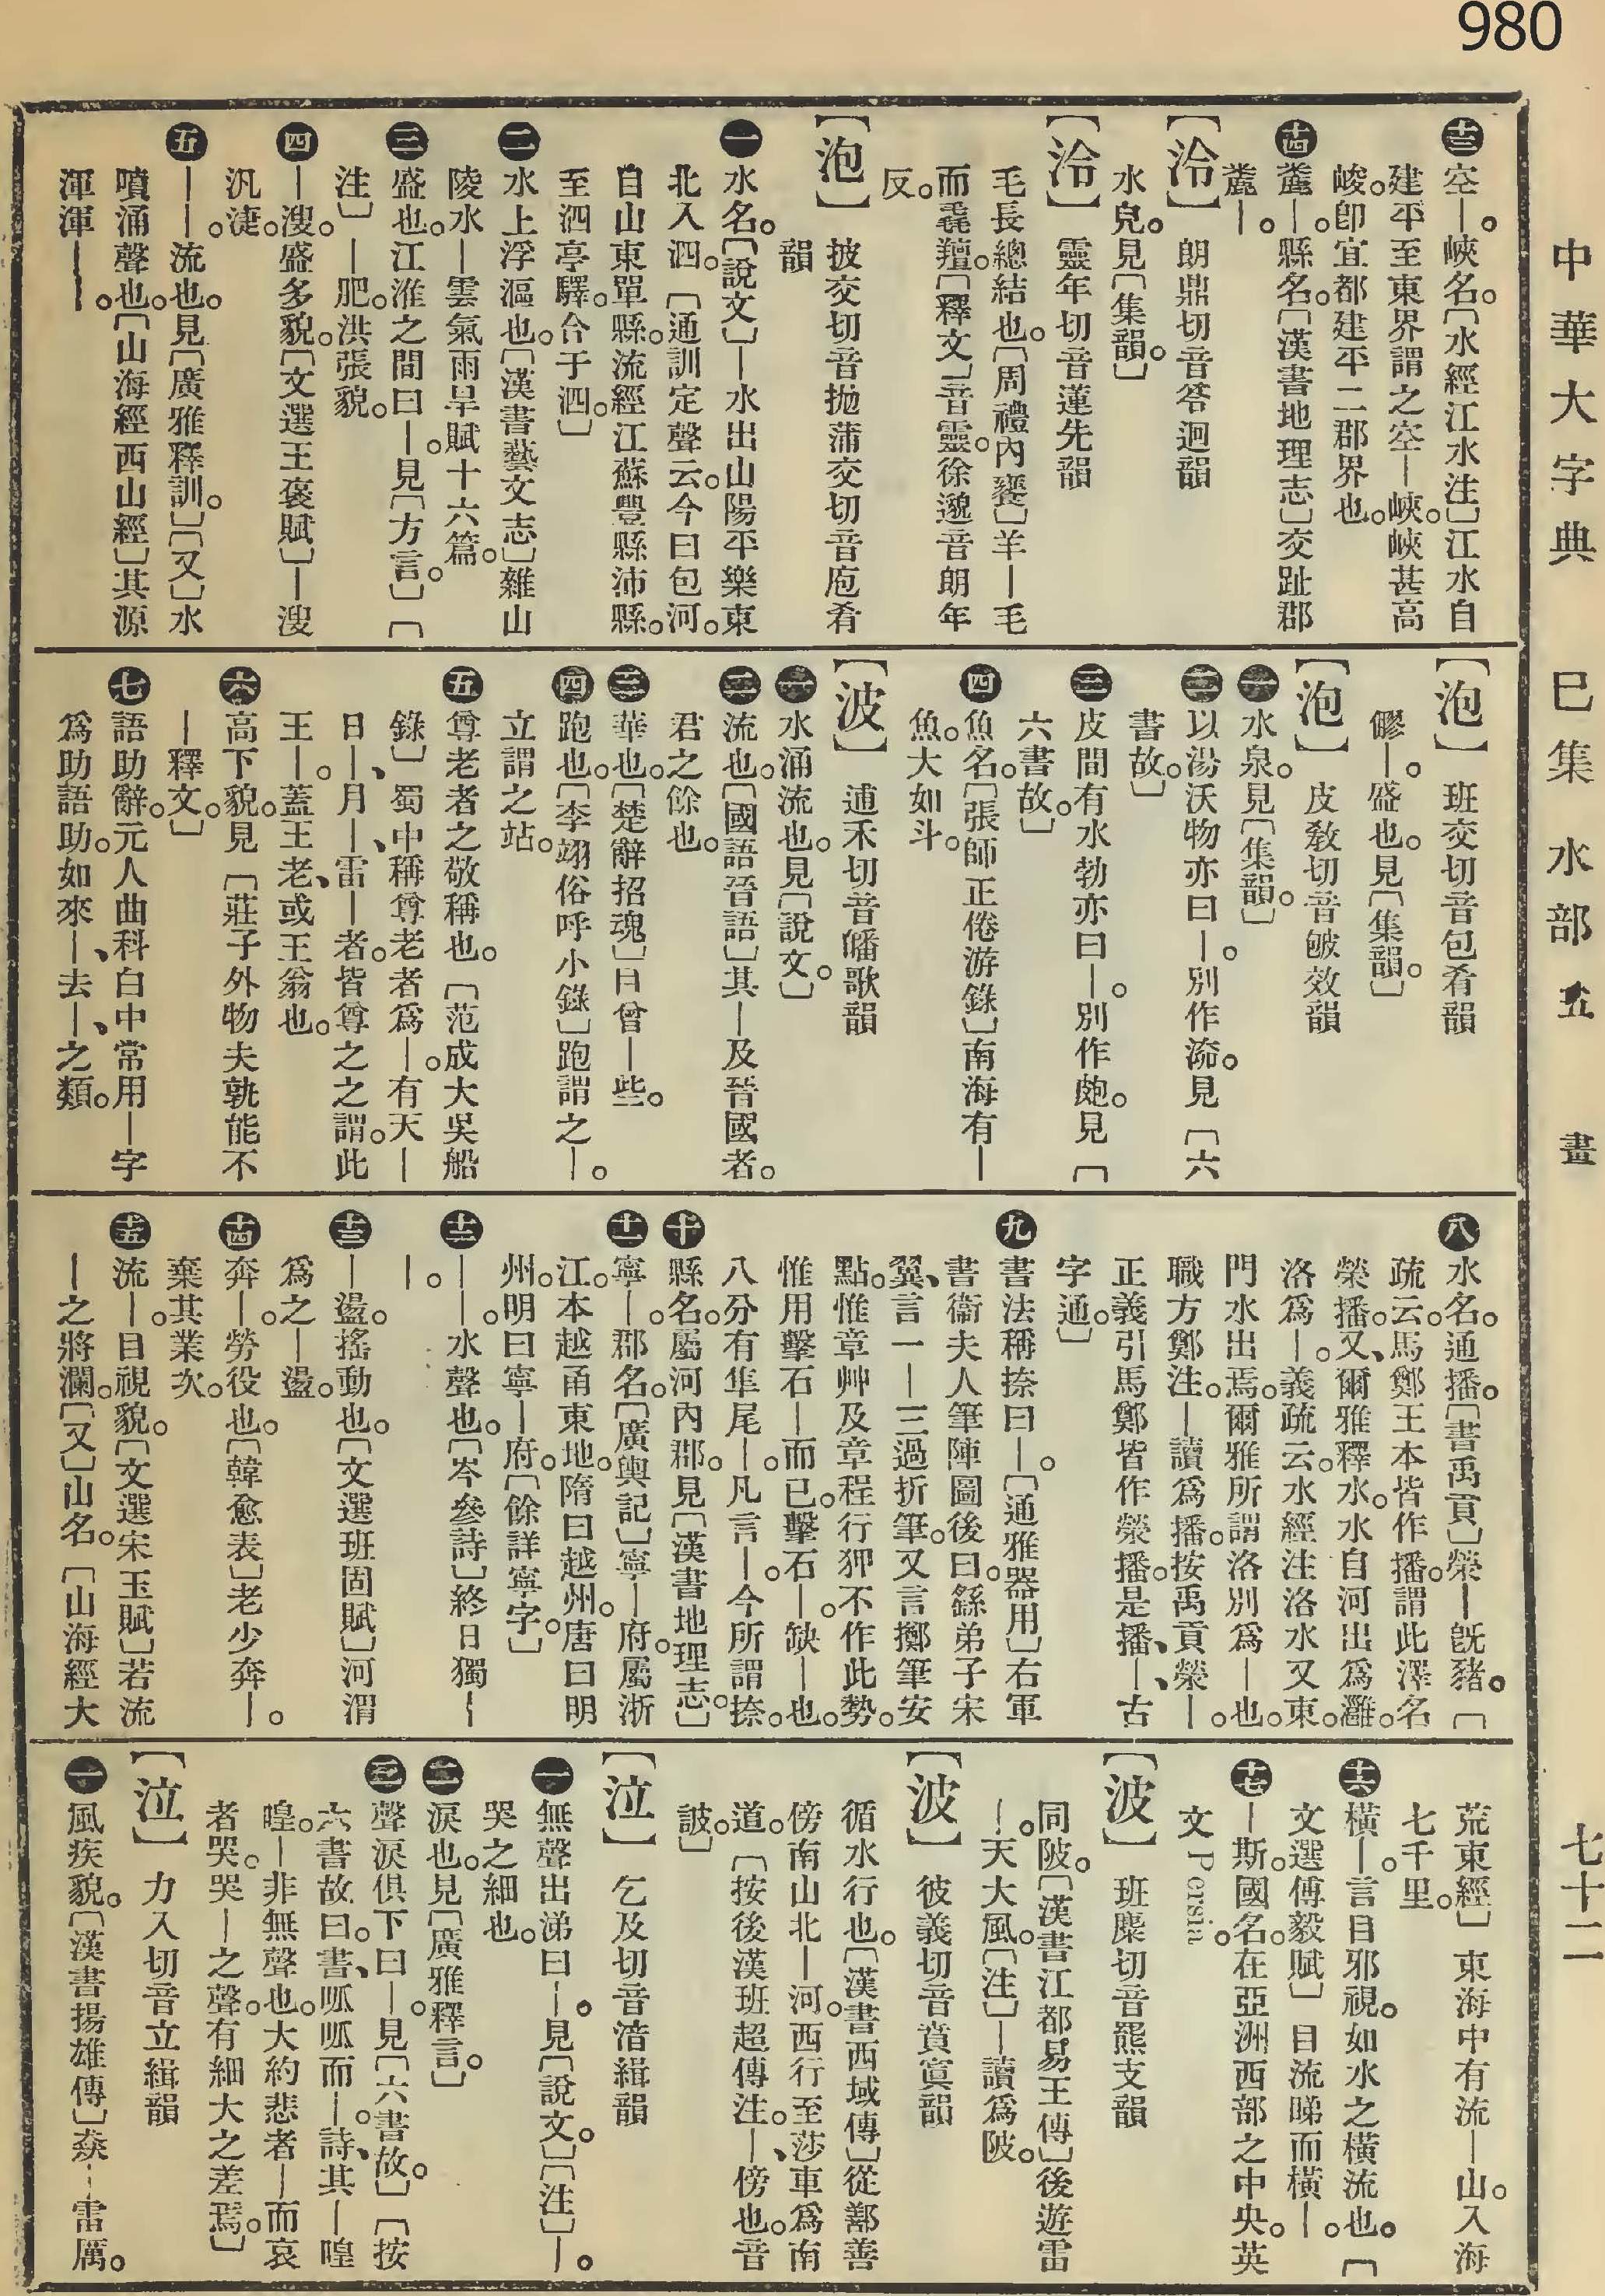 980
中華大字典 巳集 水部 五畫 七十二
十三空—。峽名。〔水經江水注〕江水自
建平至東界謂之空—峽。峽甚高
峻。卽宜都建平二郡界也。
十四麊—。縣名。〔漢書地理志〕交趾郡
麊—。
【泠】朗鼎切音笭迥韻
水皃。見〔集韻。〕
【泠】靈年切音蓮先韻
毛長總結也。〔周禮內饔〕羊—毛
而毳羶。〔釋文〕音靈。徐邈音朗年
反。
【泡】披交切音拋蒲交切音庖肴
韻
一水名。〔說文〕—水出山陽平樂東
北入泗。〔通訓定聲云。今曰包河。
自山東單縣。流經江蘇豐縣沛縣。
至泗亭驛。合于泗。〕
二水上浮漚也。〔漢書藝文志〕雜山
陵水—雲氣雨旱賦十六篇。
三盛也。江淮之間曰—。見〔方言。〕〔
注〕—肥。洪張貌。
四—溲。盛多貌。〔文選王褒賦〕—溲
汎㴙。
五——。流也。見〔廣雅釋訓。〕〔又〕水
噴涌聲也。〔山海經西山經〕其源
渾渾——。
【泡】班交切音包肴韻
㵳—。盛也。見〔集韻。〕
【泡】皮敎切音皰效韻
一水泉。見〔集韻。〕
二以湯沃物亦曰—。別作㴲。見〔六
書故。〕
三皮間有水勃亦曰—。別作皰。見〔
六書故。〕
四魚名。〔張師正倦游錄〕南海有—
魚。大如斗。
【波】逋禾切音皤歌韻
一水涌流也。見〔說文。〕
二流也。〔國語晉語〕其—及晉國者。
君之餘也。
三華也。〔楚辭招魂〕目曾—些。
四跑也。〔李翊俗呼小錄〕跑謂之—。
立謂之站。
五尊老者之敬稱也。〔范成大吳船
錄〕蜀中稱尊老者爲—。有天—
日—、月—、雷—者。皆尊之之謂。此
王—。蓋王老、或王翁也。
六高下貌。見〔莊子外物夫孰能不
—釋文。〕
七語助辭。元人曲科白中常用—字
爲助語。如來—、去—、之類。
八水名。通播。〔書禹貢〕滎—旣豬。〔
疏云。馬鄭王本皆作播。謂此澤名
滎播。又、爾雅釋水。水自河出爲灉。
洛爲—。義疏云。水經注洛水又東。
門水出焉。爾雅所謂洛別爲—也。
職方鄭注。—讀爲播。按禹貢滎—。
正義引馬鄭皆作滎播。是播、—、古
字通。〕
九書法稱捺曰—。〔通雅器用〕右軍
書衞夫人筆陣圖後曰。繇弟子宋
翼、言一—三過折筆。又言擲筆安
點。惟章艸及章程行狎不作此勢。
惟用擊石—而已。擊石—。缺—也。
八分有隼尾—。凡言—。今所謂捺。
十縣名。屬河內郡。見〔漢書地理志。〕
十一寧—。郡名。〔廣輿記〕寧—府。屬浙
江。本越甬東地。隋曰越州。唐曰明
州。明曰寧—府。〔餘詳寧字。〕
十二——。水聲也。〔岑參詩〕終日獨—
—。
十三—盪。搖動也。〔文選班固賦〕河渭
爲之—盪。
十四奔—。勞役也。〔韓愈表〕老少奔—。
棄其業次。
十五流—。目視貌。〔文選宋玉賦〕若流
—之將瀾。〔又〕山名。〔山海經大
荒東經〕東海中有流—山。入海
七千里。
十六橫—。言目邪視。如水之橫流也。〔
文選傅毅賦〕目流睇而橫—。
十七—斯。國名。在亞洲西部之中央。英
文 Persia。
【波】班麋切音羆支韻
同陂。〔漢書江都易王傳〕後遊雷
—。天大風。〔注〕—讀爲陂。
【波】彼義切音賁寘韻
循水行也。〔漢書西域傳〕從鄯善
傍南山北—河。西行至莎車爲南
道。〔按後漢班超傳注。—、傍也。音
詖。〕
【泣】乞及切音湆緝韻
一無聲出涕曰—。見〔說文。〕〔注〕—。
哭之細也。
二淚也。見〔廣雅釋言。〕
三聲淚俱下曰—。見〔六書故。〕〔按
六書故曰。書、呱呱而—。詩、其—喤
喤。—非無聲也。大約悲者—而哀
者哭。哭—之聲。有細大之差焉。〕
【泣】力入切音立緝韻
一風疾貌。〔漢書揚雄傳〕猋—雷厲。